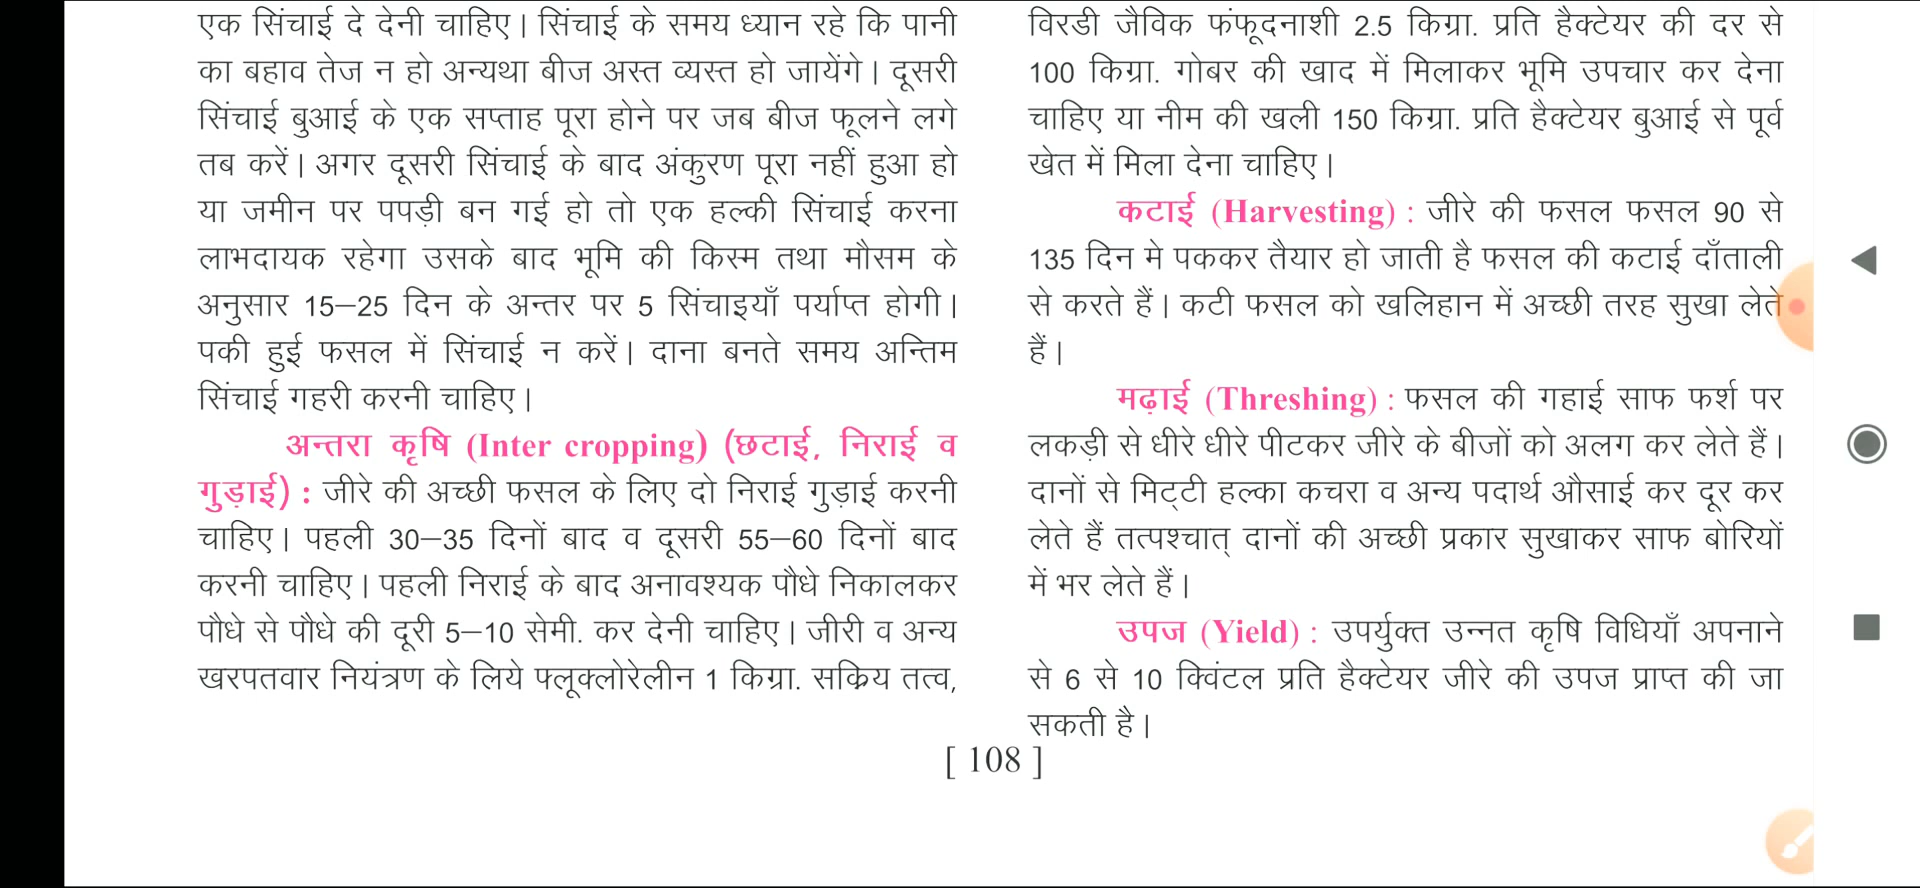 एक सिंचाई दे देनी चाहिए। सिंचाई के समय ध्यान रहे कि पानी
का बहाव तेज न हो अन्यथा बीज अस्त व्यस्त हो जायेंगे। दूसरी
सिंचाई बुआई के एक सप्ताह पूरा होने पर जब बीज फूलने लगे
तब करें। अगर दूसरी सिंचाई के बाद अंकुरण पूरा नहीं हुआ हो
या जमीन पर पपड़ी बन गई हो तो एक हल्की सिंचाई करना
लाभदायक रहेगा उसके बाद भूमि की किस्म तथा मौसम के
अनुसार 15–25 दिन के अन्तर पर 5 सिंचाइयाँ पर्याप्त होगी।
पकी हुई फसल में सिंचाई न करें। दाना बनते समय अन्तिम
सिंचाई गहरी करनी चाहिए।
अन्तरा कृषि (Inter cropping) (छटाई, निराई व
गुड़ाई) : जीरे की अच्छी फसल के लिए दो निराई गुड़ाई करनी
चाहिए। पहली 30–35 दिनों बाद व दूसरी 55–60 दिनों बाद
करनी चाहिए। पहली निराई के बाद अनावश्यक पौधे निकालकर
पौधे से पौधे की दूरी 5–10 सेमी. कर देनी चाहिए। जीरी व अन्य
खरपतवार नियंत्रण के लिये फ्लूक्लोरेलीन 1 किग्रा. सक्रिय तत्व,
विरडी जैविक फंफूदनाशी 2.5 किग्रा. प्रति हैक्टेयर की दर से
100 किग्रा. गोबर की खाद में मिलाकर भूमि उपचार कर देना
चाहिए या नीम की खली 150 किग्रा. प्रति हैक्टेयर बुआई से पूर्व
खेत में मिला देना चाहिए।
कटाई (Harvesting) : जीरे की फसल फसल 90 से
135 दिन मे पककर तैयार हो जाती है फसल की कटाई दाँताली
से करते हैं। कटी फसल को खलिहान में अच्छी तरह सुखा लेते
हैं।
मढ़ाई (Threshing) : फसल की गहाई साफ फर्श पर
लकड़ी से धीरे धीरे पीटकर जीरे के बीजों को अलग कर लेते हैं।
दानों से मिट्टी हल्का कचरा व अन्य पदार्थ औसाई कर दूर कर
लेते हैं तत्पश्चात् दानों की अच्छी प्रकार सुखाकर साफ बोरियों
में भर लेते हैं।
उपज (Yield) : उपर्युक्त उन्नत कृषि विधियाँ अपनाने
से 6 से 10 क्विंटल प्रति हैक्टेयर जीरे की उपज प्राप्त की जा
सकती है।
[ 108 ]